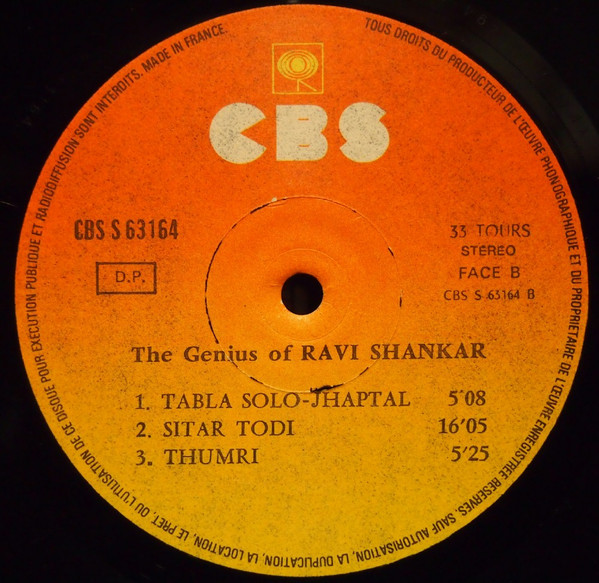 TOUS DROITS DU PRODUCTEUR DE L'ŒUVRE PHONOGRAPHIQUE ET DU PROPRIETAIRE DE L'ŒUVRE ENREGISTREE RESERVES. SAUF AUTORISATION, LA DUPLICATION, LA LOCATION, LE PRET, OU L'UTILISATION DE CE DISQUE POUR EXECUTION PUBLIQUE ET RADIODIFFUSION SONT INTERDITS. MADE IN FRANCE.
CBS
CBS S 63164
33 TOURS
STEREO
D.P.
FACE B
CBS S 63164 B
The Genius of RAVI SHANKAR
1. TABLA SOLO-JHAPTAL 5'08
2. SITAR TODI 16'05
3. THUMRI 5'25